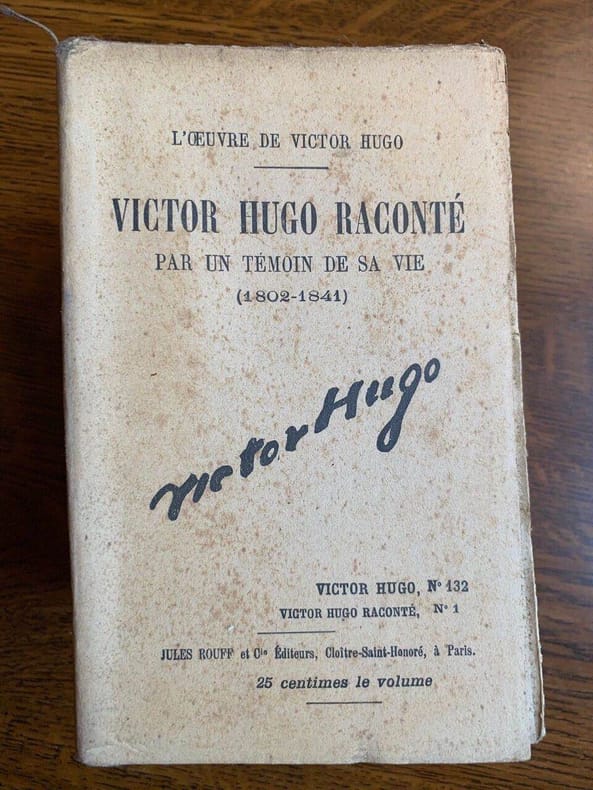 L'ŒUVRE DE VICTOR HUGO
VICTOR HUGO RACONTÉ
PAR UN TÉMOIN DE SA VIE
(1802-1841)
Victor Hugo
VICTOR HUGO, N° 132
VICTOR HUGO RACONTÉ, N° 1
JULES ROUFF et Cie Éditeurs, Cloître-Saint-Honoré, à Paris.
25 centimes le volume